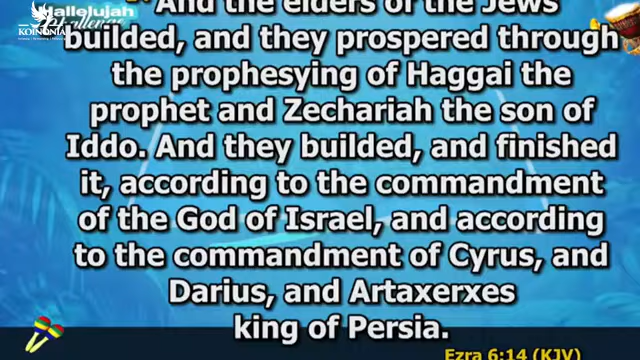 Hallelujah
Challenge
KOINONIA
And the elders of the Jews
builded, and they prospered through
the prophesying of Haggai the
prophet and Zechariah the son of
Iddo. And they builded, and finished
it, according to the commandment
of the God of Israel, and according
to the commandment of Cyrus, and
Darius, and Artaxerxes
king of Persia.
Ezra 6:14 (KJV)